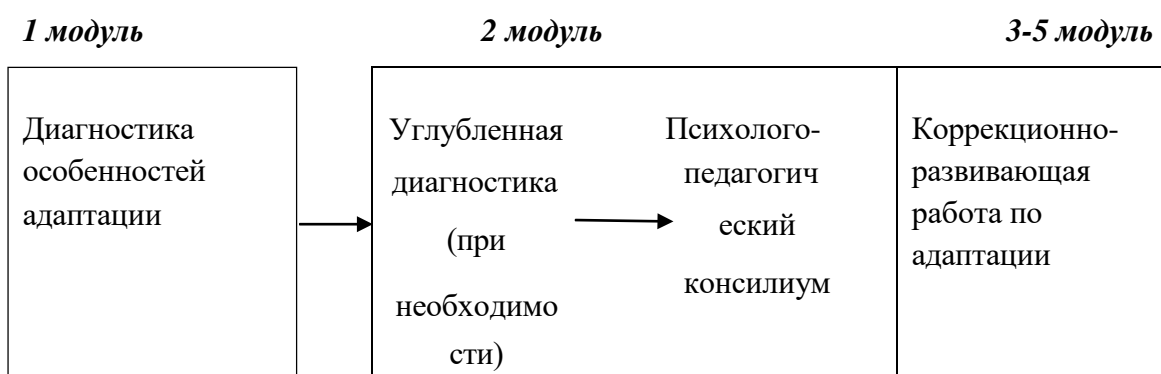 1 модуль
2 модуль
3-5 модуль
Диагностика
особенностей
адаптации
Углубленная
диагностика
(при
необходимо
сти)
Психолого-
педагогич
еский
консилиум
Коррекционно-
развивающая
работа по
адаптации